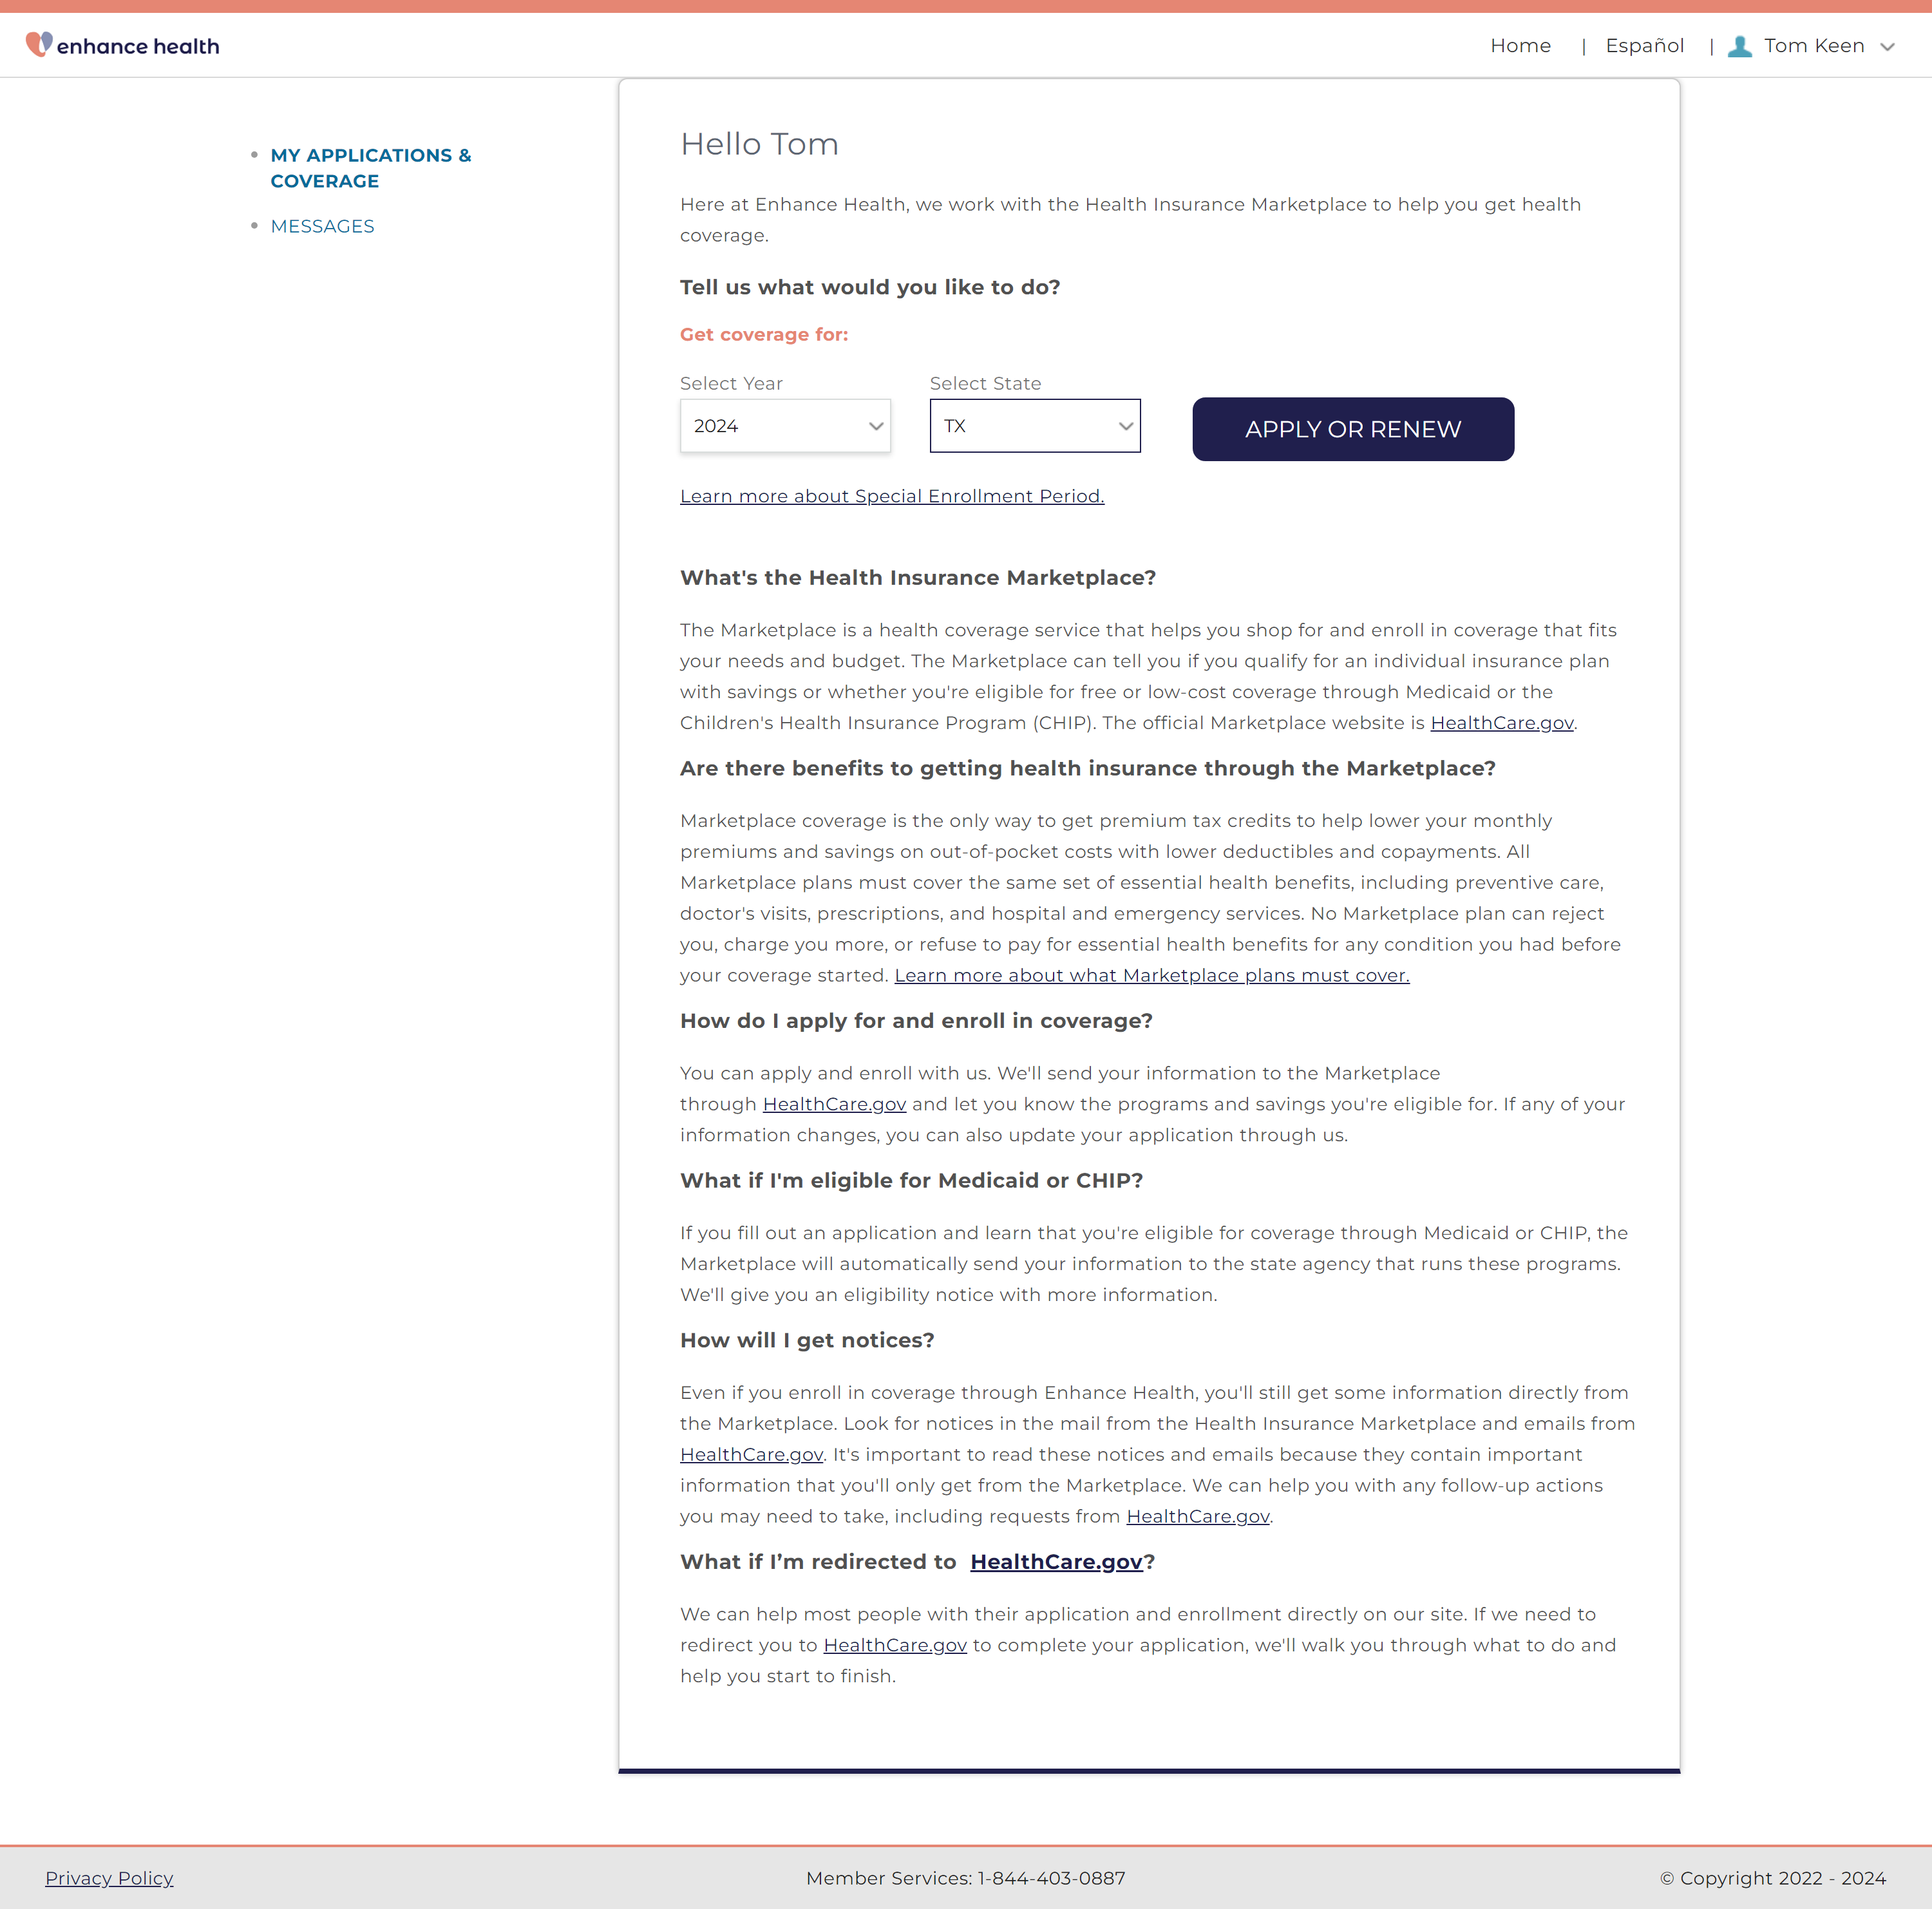 enhance health
Home | Español | Tom Keen
MY APPLICATIONS &
COVERAGE
MESSAGES
Hello Tom
Here at Enhance Health, we work with the Health Insurance Marketplace to help you get health
coverage.
Tell us what would you like to do?
Get coverage for:
Select Year
2024
Select State
TX
APPLY OR RENEW
Learn more about Special Enrollment Period.
What's the Health Insurance Marketplace?
The Marketplace is a health coverage service that helps you shop for and enroll in coverage that fits
your needs and budget. The Marketplace can tell you if you qualify for an individual insurance plan
with savings or whether you're eligible for free or low-cost coverage through Medicaid or the
Children's Health Insurance Program (CHIP). The official Marketplace website is HealthCare.gov.
Are there benefits to getting health insurance through the Marketplace?
Marketplace coverage is the only way to get premium tax credits to help lower your monthly
premiums and savings on out-of-pocket costs with lower deductibles and copayments. All
Marketplace plans must cover the same set of essential health benefits, including preventive care,
doctor's visits, prescriptions, and hospital and emergency services. No Marketplace plan can reject
you, charge you more, or refuse to pay for essential health benefits for any condition you had before
your coverage started. Learn more about what Marketplace plans must cover.
How do I apply for and enroll in coverage?
You can apply and enroll with us. We'll send your information to the Marketplace
through HealthCare.gov and let you know the programs and savings you're eligible for. If any of your
information changes, you can also update your application through us.
What if I'm eligible for Medicaid or CHIP?
If you fill out an application and learn that you're eligible for coverage through Medicaid or CHIP, the
Marketplace will automatically send your information to the state agency that runs these programs.
We'll give you an eligibility notice with more information.
How will I get notices?
Even if you enroll in coverage through Enhance Health, you'll still get some information directly from
the Marketplace. Look for notices in the mail from the Health Insurance Marketplace and emails from
HealthCare.gov. It's important to read these notices and emails because they contain important
information that you'll only get from the Marketplace. We can help you with any follow-up actions
you may need to take, including requests from HealthCare.gov.
What if I’m redirected to HealthCare.gov?
We can help most people with their application and enrollment directly on our site. If we need to
redirect you to HealthCare.gov to complete your application, we'll walk you through what to do and
help you start to finish.
Privacy Policy
Member Services: 1-844-403-0887
© Copyright 2022 - 2024